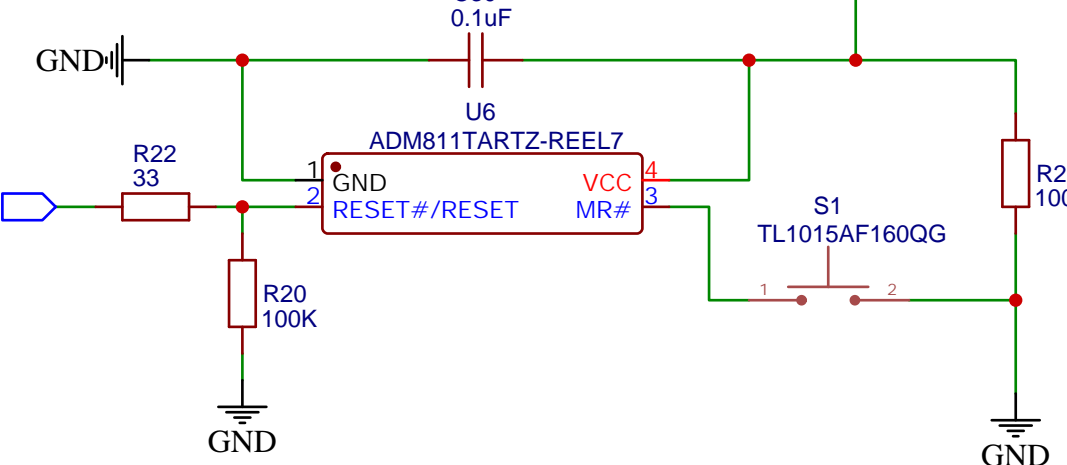 0.1uF
GND
U6
ADM811TARTZ-REEL7
R22
33
1
GND
VCC
4
2
RESET#/RESET
MR#
3
S1
TL1015AF160QG
1
2
R20
100K
GND
GND